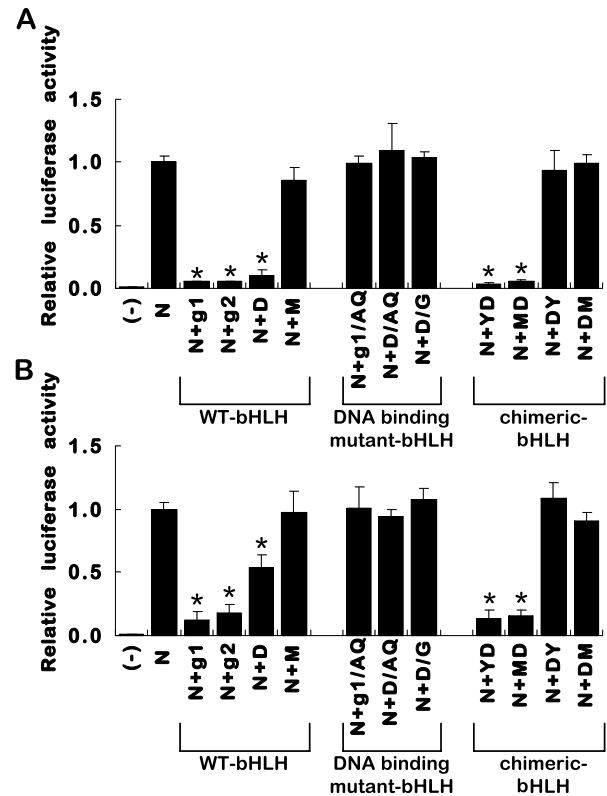 A
Relative luciferase activity
1.5
1.0
0.5
0.0
(-)
N
N+g1
N+g2
N+D
N+M
N+g1/AQ
N+D/AQ
N+D/G
N+YD
N+MD
N+DY
N+DM
*
*
*
*
*
WT-bHLH
DNA binding
mutant-bHLH
chimeric-
bHLH
B
Relative luciferase activity
1.5
1.0
0.5
0.0
(-)
N
N+g1
N+g2
N+D
N+M
N+g1/AQ
N+D/AQ
N+D/G
N+YD
N+MD
N+DY
N+DM
*
*
*
*
*
WT-bHLH
DNA binding
mutant-bHLH
chimeric-
bHLH